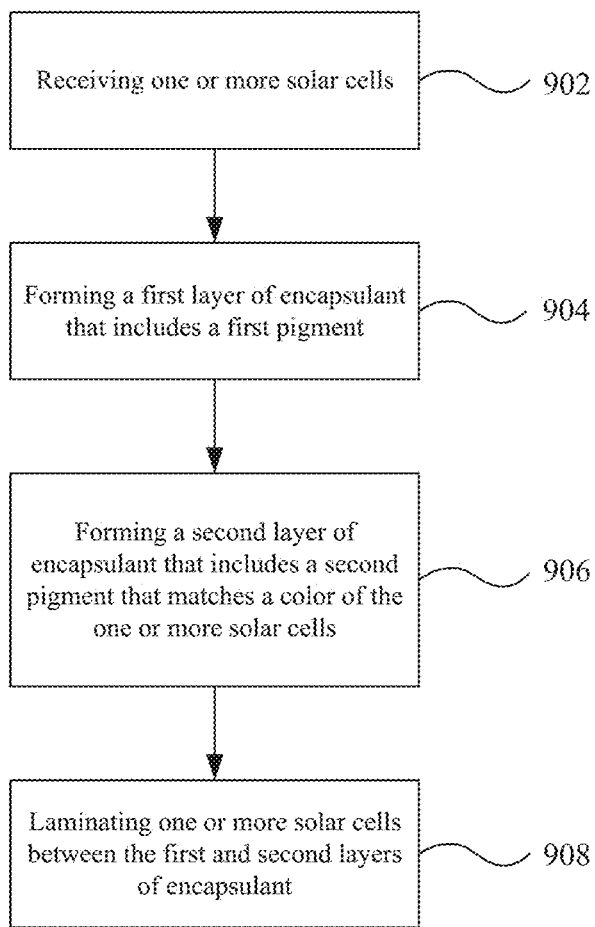 Receiving one or more solar cells
902
Forming a first layer of encapsulant
that includes a first pigment
904
Forming a second layer of
encapsulant that includes a second
pigment that matches a color of the
one or more solar cells
906
Laminating one or more solar cells
between the first and second layers
of encapsulant
908